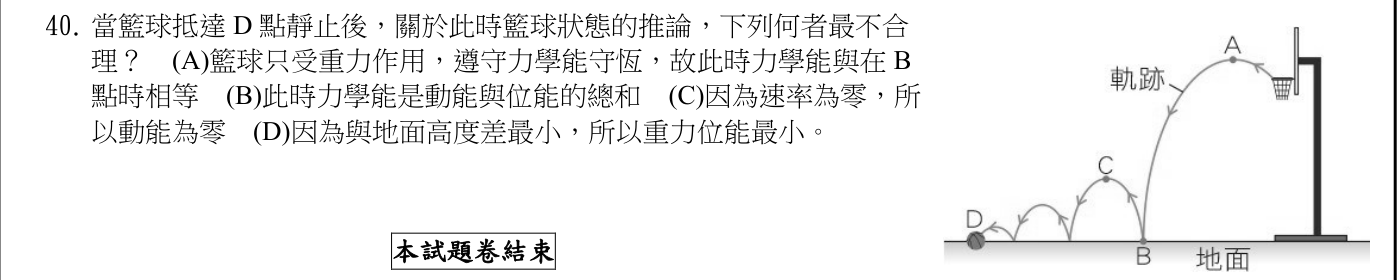 40. 當籃球抵達 D 點靜止後，關於此時籃球狀態的推論，下列何者最不合
理？　(A)籃球只受重力作用，遵守力學能守恆，故此時力學能與在 B
點時相等　(B)此時力學能是動能與位能的總和　(C)因為速率為零，所
以動能為零　(D)因為與地面高度差最小，所以重力位能最小。
本試題卷結束
A
軌跡
C
D
B
地面